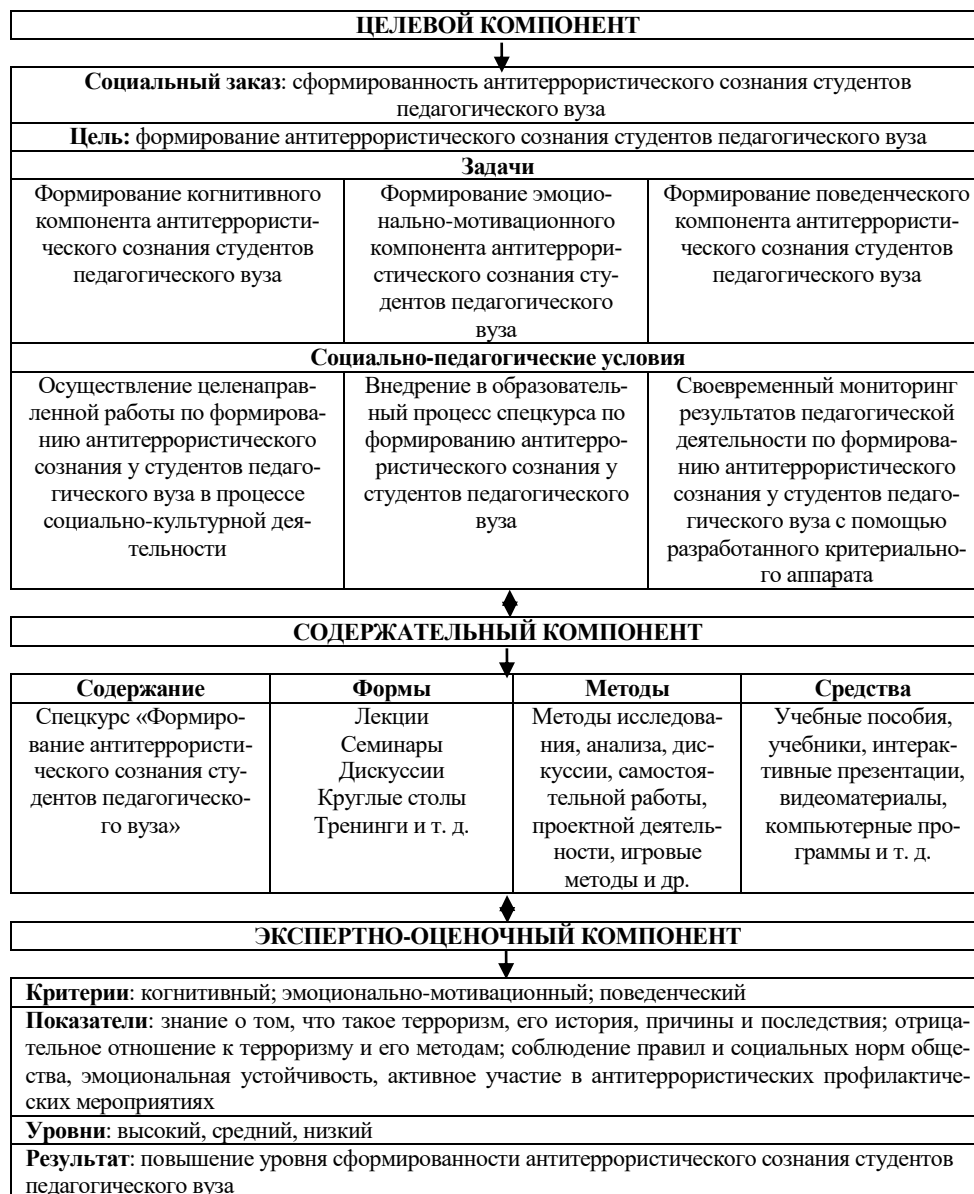 ЦЕЛЕВОЙ КОМПОНЕНТ
Социальный заказ: сформированность антитеррористического сознания студентов
педагогического вуза
Цель: формирование антитеррористического сознания студентов педагогического вуза
Задачи
Формирование когнитивного
компонента антитеррористи-
ческого сознания студентов
педагогического вуза
Формирование эмоцио-
нально-мотивационного
компонента антитеррори-
стического сознания сту-
дентов педагогического
вуза
Формирование поведенческого
компонента антитеррористи-
ческого сознания студентов
педагогического вуза
Социально-педагогические условия
Осуществление целенаправ-
ленной работы по формирова-
нию антитеррористического
сознания у студентов педаго-
гического вуза в процессе
социально-культурной дея-
тельности
Внедрение в образователь-
ный процесс спецкурса по
формированию антитерро-
ристического сознания у
студентов педагогического
вуза
Своевременный мониторинг
результатов педагогической
деятельности по формирова-
нию антитеррористического
сознания у студентов педаго-
гического вуза с помощью
разработанного критериально-
го аппарата
СОДЕРЖАТЕЛЬНЫЙ КОМПОНЕНТ
Содержание
Спецкурс «Формиро-
вание антитеррористи-
ческого сознания сту-
дентов педагогическо-
го вуза»
Формы
Лекции
Семинары
Дискуссии
Круглые столы
Тренинги и т. д.
Методы
Методы исследова-
ния, анализа, дис-
куссии, самостоя-
тельной работы,
проектной деятель-
ности, игровые
методы и др.
Средства
Учебные пособия,
учебники, интерак-
тивные презентации,
видеоматериалы,
компьютерные про-
граммы и т. д.
ЭКСПЕРТНО-ОЦЕНОЧНЫЙ КОМПОНЕНТ
Критерии: когнитивный; эмоционально-мотивационный; поведенческий
Показатели: знание о том, что такое терроризм, его история, причины и последствия; отрица-
тельное отношение к терроризму и его методам; соблюдение правил и социальных норм обще-
ства, эмоциональная устойчивость, активное участие в антитеррористических профилактиче-
ских мероприятиях
Уровни: высокий, средний, низкий
Результат: повышение уровня сформированности антитеррористического сознания студентов
педагогического вуза